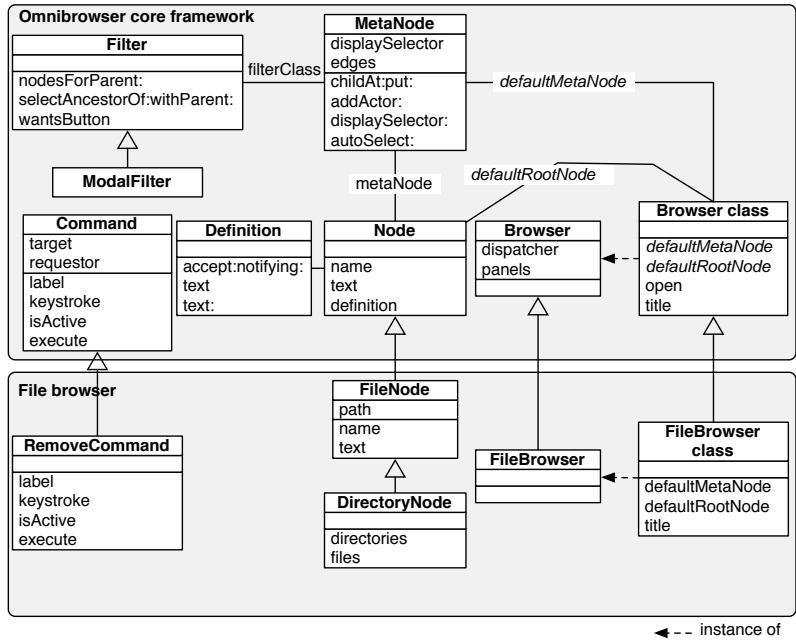 Omnibrowser core framework
Filter
nodesForParent:
selectAncestorOf:withParent:
wantsButton
filterClass
MetaNode
displaySelector
edges
childAt:put:
addActor:
displaySelector:
autoSelect:
defaultMetaNode
ModalFilter
metaNode
defaultRootNode
Command
target
requestor
label
keystroke
isActive
execute
Definition
accept:notifying:
text
text:
Node
name
text
definition
Browser
dispatcher
panels
Browser class
defaultMetaNode
defaultRootNode
open
title
File browser
RemoveCommand
label
keystroke
isActive
execute
FileNode
path
name
text
DirectoryNode
directories
files
FileBrowser
FileBrowser
class
defaultMetaNode
defaultRootNode
title
instance of